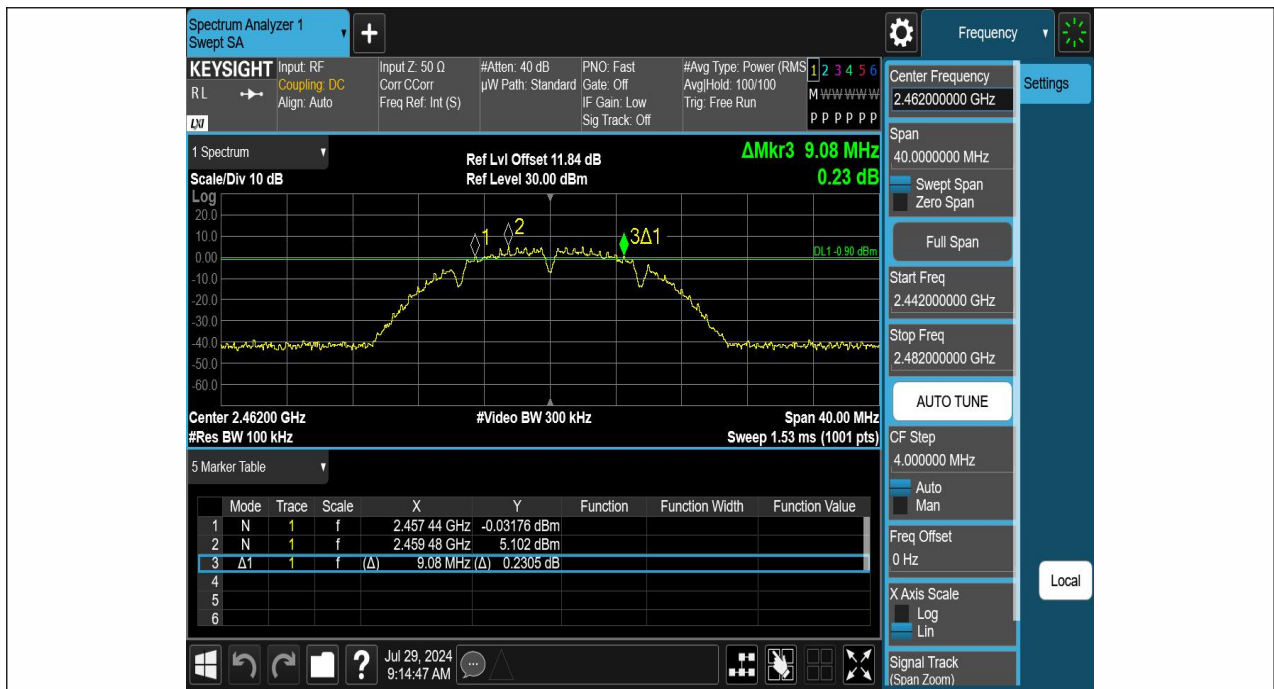 Spectrum Analyzer 1
Swept SA
+
Frequency
KEYSIGHT
RL
LXI
Input: RF
Coupling: DC
Align: Auto
Input Z: 50 Ω
Corr CCorr
Freq Ref: Int (S)
#Atten: 40 dB
µW Path: Standard
PNO: Fast
Gate: Off
IF Gain: Low
Sig Track: Off
#Avg Type: Power (RMS
Avg|Hold: 100/100
Trig: Free Run
1 2 3 4 5 6
M W W W W W
P P P P P P
1 Spectrum
Scale/Div 10 dB
Ref Lvl Offset 11.84 dB
Ref Level 30.00 dBm
ΔMkr3 9.08 MHz
0.23 dB
Log
20.0
10.0
0.00
-10.0
-20.0
-30.0
-40.0
-50.0
-60.0
1
2
3Δ1
DL1 -0.90 dBm
Center 2.46200 GHz
#Video BW 300 kHz
Span 40.00 MHz
#Res BW 100 kHz
Sweep 1.53 ms (1001 pts)
5 Marker Table
Mode Trace Scale X Y Function Function Width Function Value
1 N 1 f 2.457 44 GHz -0.03176 dBm
2 N 1 f 2.459 48 GHz 5.102 dBm
3 Δ1 1 f (Δ) 9.08 MHz (Δ) 0.2305 dB
4
5
6
?
Jul 29, 2024
9:14:47 AM
Center Frequency
2.462000000 GHz
Span
40.0000000 MHz
Swept Span
Zero Span
Full Span
Start Freq
2.442000000 GHz
Stop Freq
2.482000000 GHz
AUTO TUNE
CF Step
4.000000 MHz
Auto
Man
Freq Offset
0 Hz
X Axis Scale
Log
Lin
Signal Track
(Span Zoom)
Settings
Local